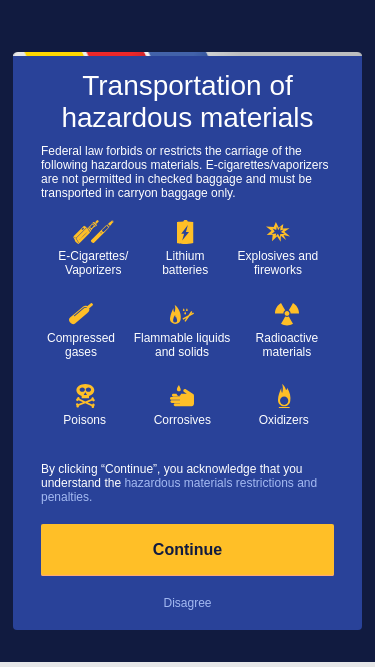 Transportation of
hazardous materials
Federal law forbids or restricts the carriage of the
following hazardous materials. E-cigarettes/vaporizers
are not permitted in checked baggage and must be
transported in carryon baggage only.
E-Cigarettes/
Vaporizers
Lithium
batteries
Explosives and
fireworks
Compressed
gases
Flammable liquids
and solids
Radioactive
materials
Poisons
Corrosives
Oxidizers
By clicking “Continue”, you acknowledge that you
understand the hazardous materials restrictions and
penalties.
Continue
Disagree